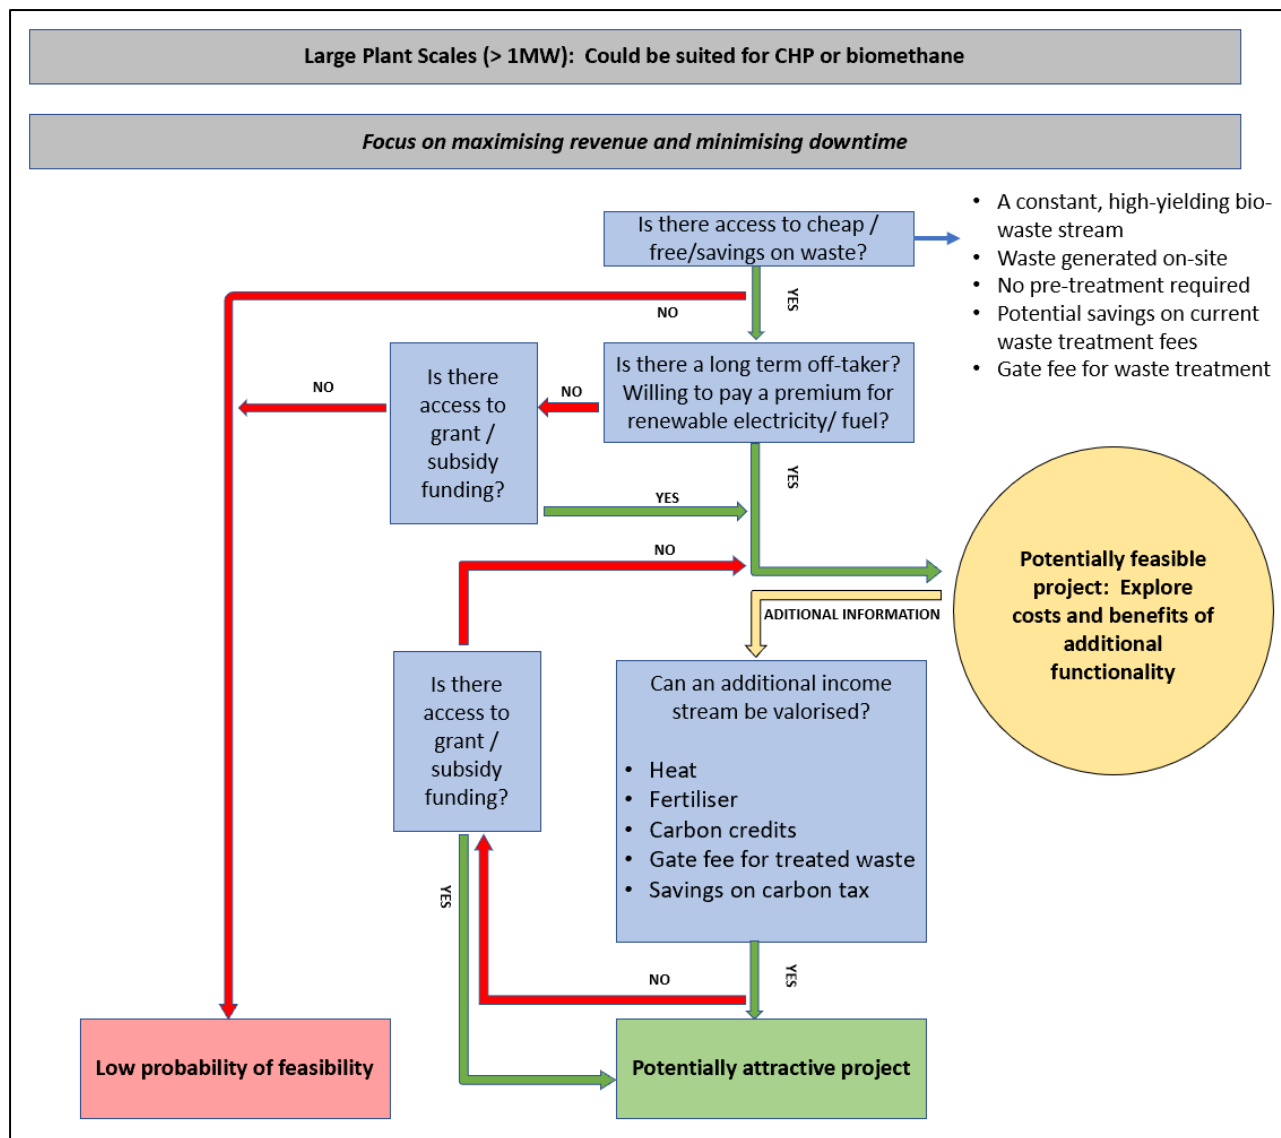 Large Plant Scales (> 1MW):  Could be suited for CHP or biomethane
Focus on maximising revenue and minimising downtime
Is there access to cheap /
free/savings on waste?
• A constant, high-yielding bio-
waste stream
• Waste generated on-site
• No pre-treatment required
• Potential savings on current
waste treatment fees
• Gate fee for waste treatment
YES
NO
Is there a long term off-taker?
Willing to pay a premium for
renewable electricity/ fuel?
NO
Is there
access to
grant /
subsidy
funding?
NO
YES
YES
NO
Potentially feasible
project:  Explore
costs and benefits of
additional
functionality
ADITIONAL INFORMATION
Is there
access to
grant /
subsidy
funding?
Can an additional income
stream be valorised?
• Heat
• Fertiliser
• Carbon credits
• Gate fee for treated waste
• Savings on carbon tax
YES
NO
YES
Low probability of feasibility
Potentially attractive project